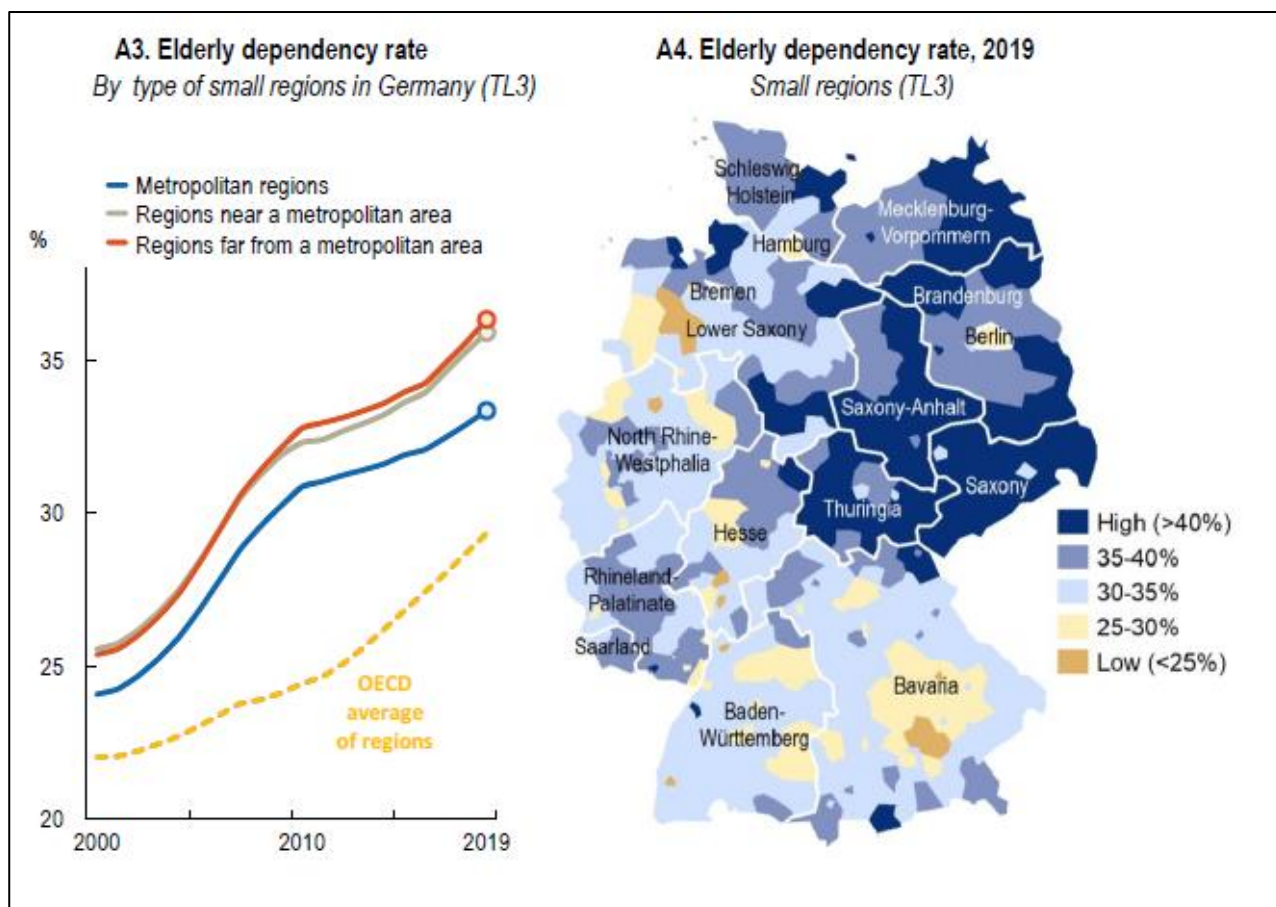 A3. Elderly dependency rate
By type of small regions in Germany (TL3)
Metropolitan regions
Regions near a metropolitan area
Regions far from a metropolitan area
%
35
30
25
20
2000
2010
2019
OECD
average
of regions
A4. Elderly dependency rate, 2019
Small regions (TL3)
Schleswig-
Holstein
Mecklenburg-
Vorpommern
Hamburg
Bremen
Brandenburg
Lower Saxony
Berlin
Saxony-Anhalt
North Rhine-
Westphalia
Saxony
Thuringia
Hesse
Rhineland-
Palatinate
Saarland
Bavaria
Baden-
Württemberg
High (>40%)
35-40%
30-35%
25-30%
Low (<25%)